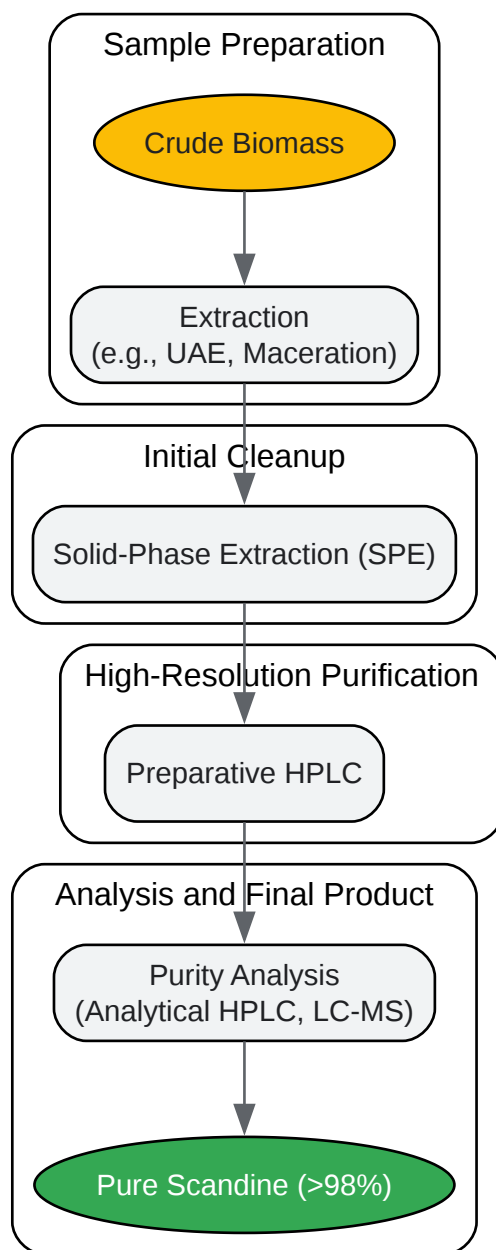 Sample Preparation
Crude Biomass
Extraction
(e.g., UAE, Maceration)
Initial Cleanup
Solid-Phase Extraction (SPE)
High-Resolution Purification
Preparative HPLC
Analysis and Final Product
Purity Analysis
(Analytical HPLC, LC-MS)
Pure Scandine (>98%)